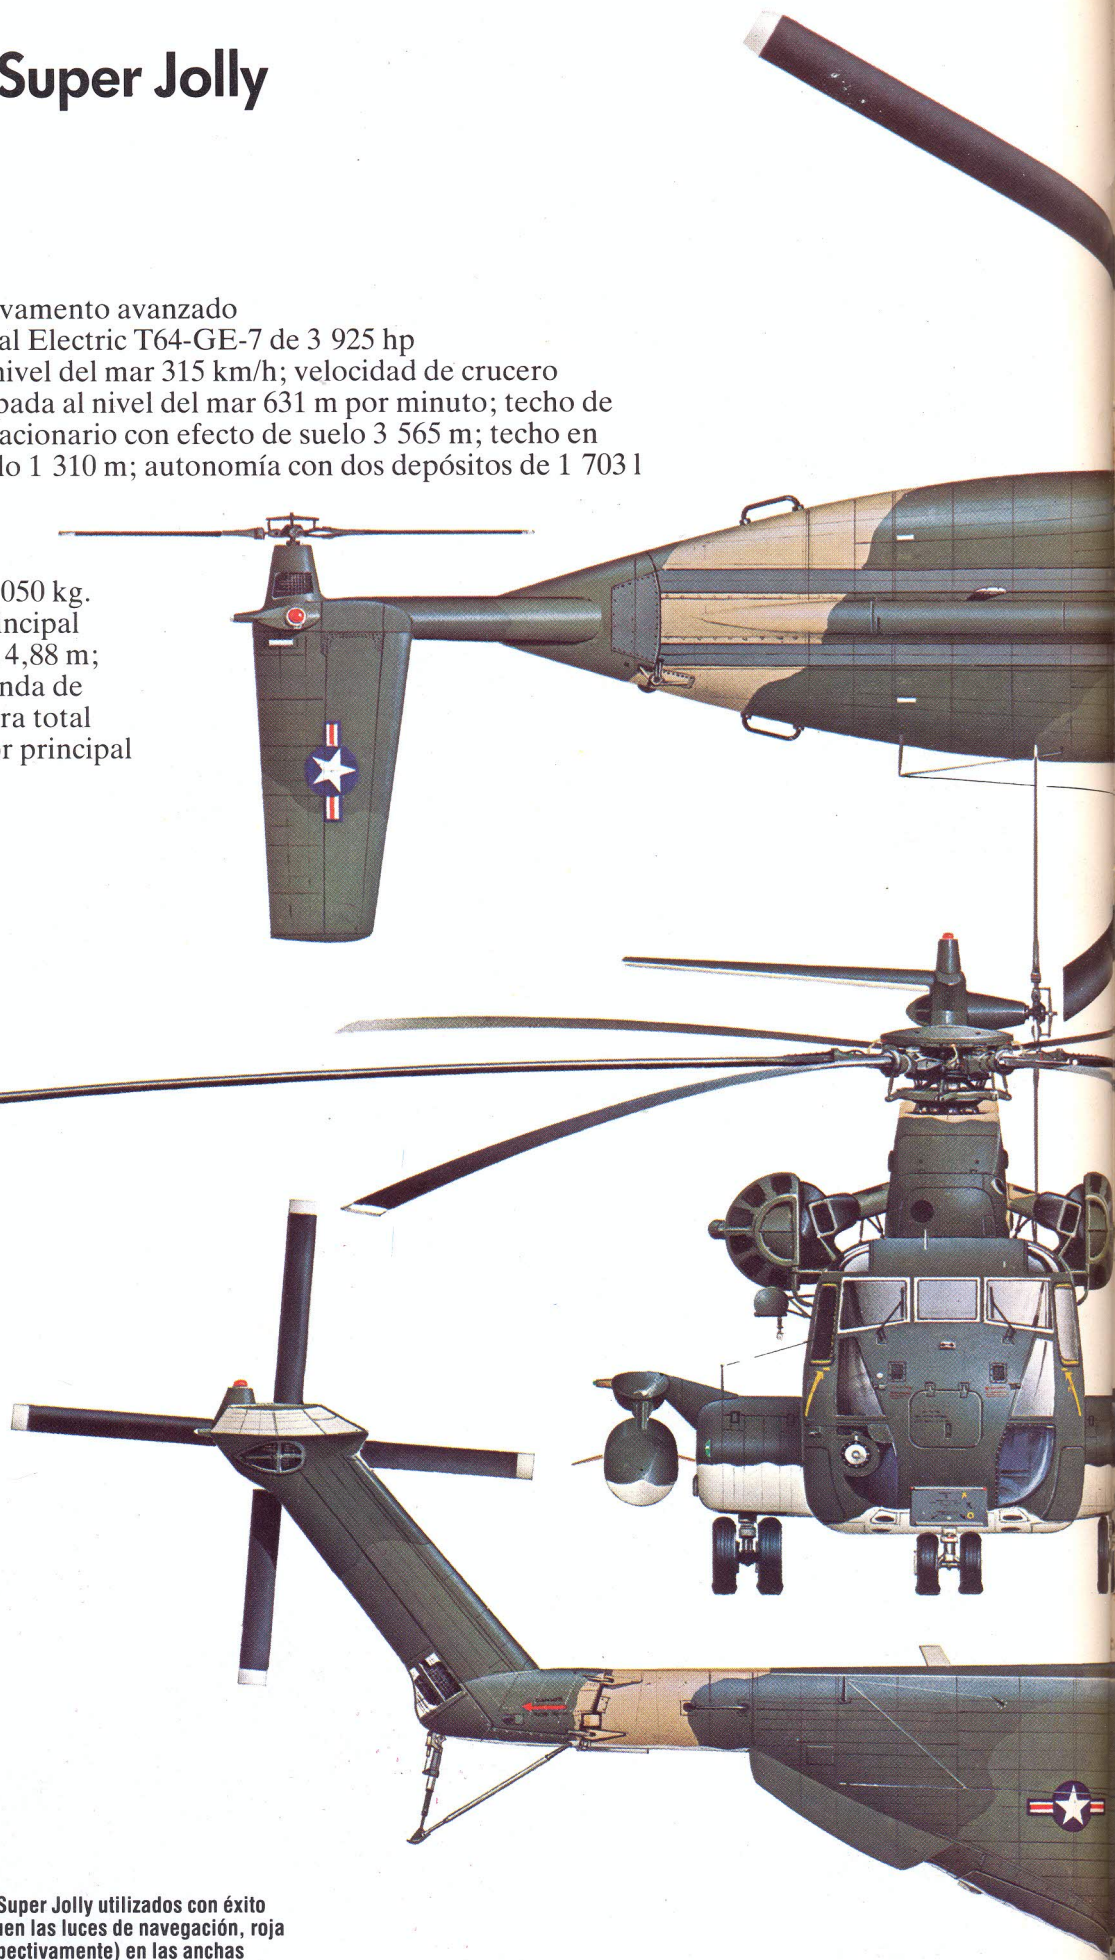 Super Jolly
vamento avanzado
al Electric T64-GE-7 de 3 925 hp
nivel del mar 315 km/h; velocidad de crucero
pada al nivel del mar 631 m por minuto; techo de
acionario con efecto de suelo 3 565 m; techo en
lo 1 310 m; autonomía con dos depósitos de 1 703 l
050 kg.
incipal
4,88 m;
nda de
ra total
r principal
Super Jolly utilizados con éxito
uen las luces de navegación, roja
pectivamente) en las anchas